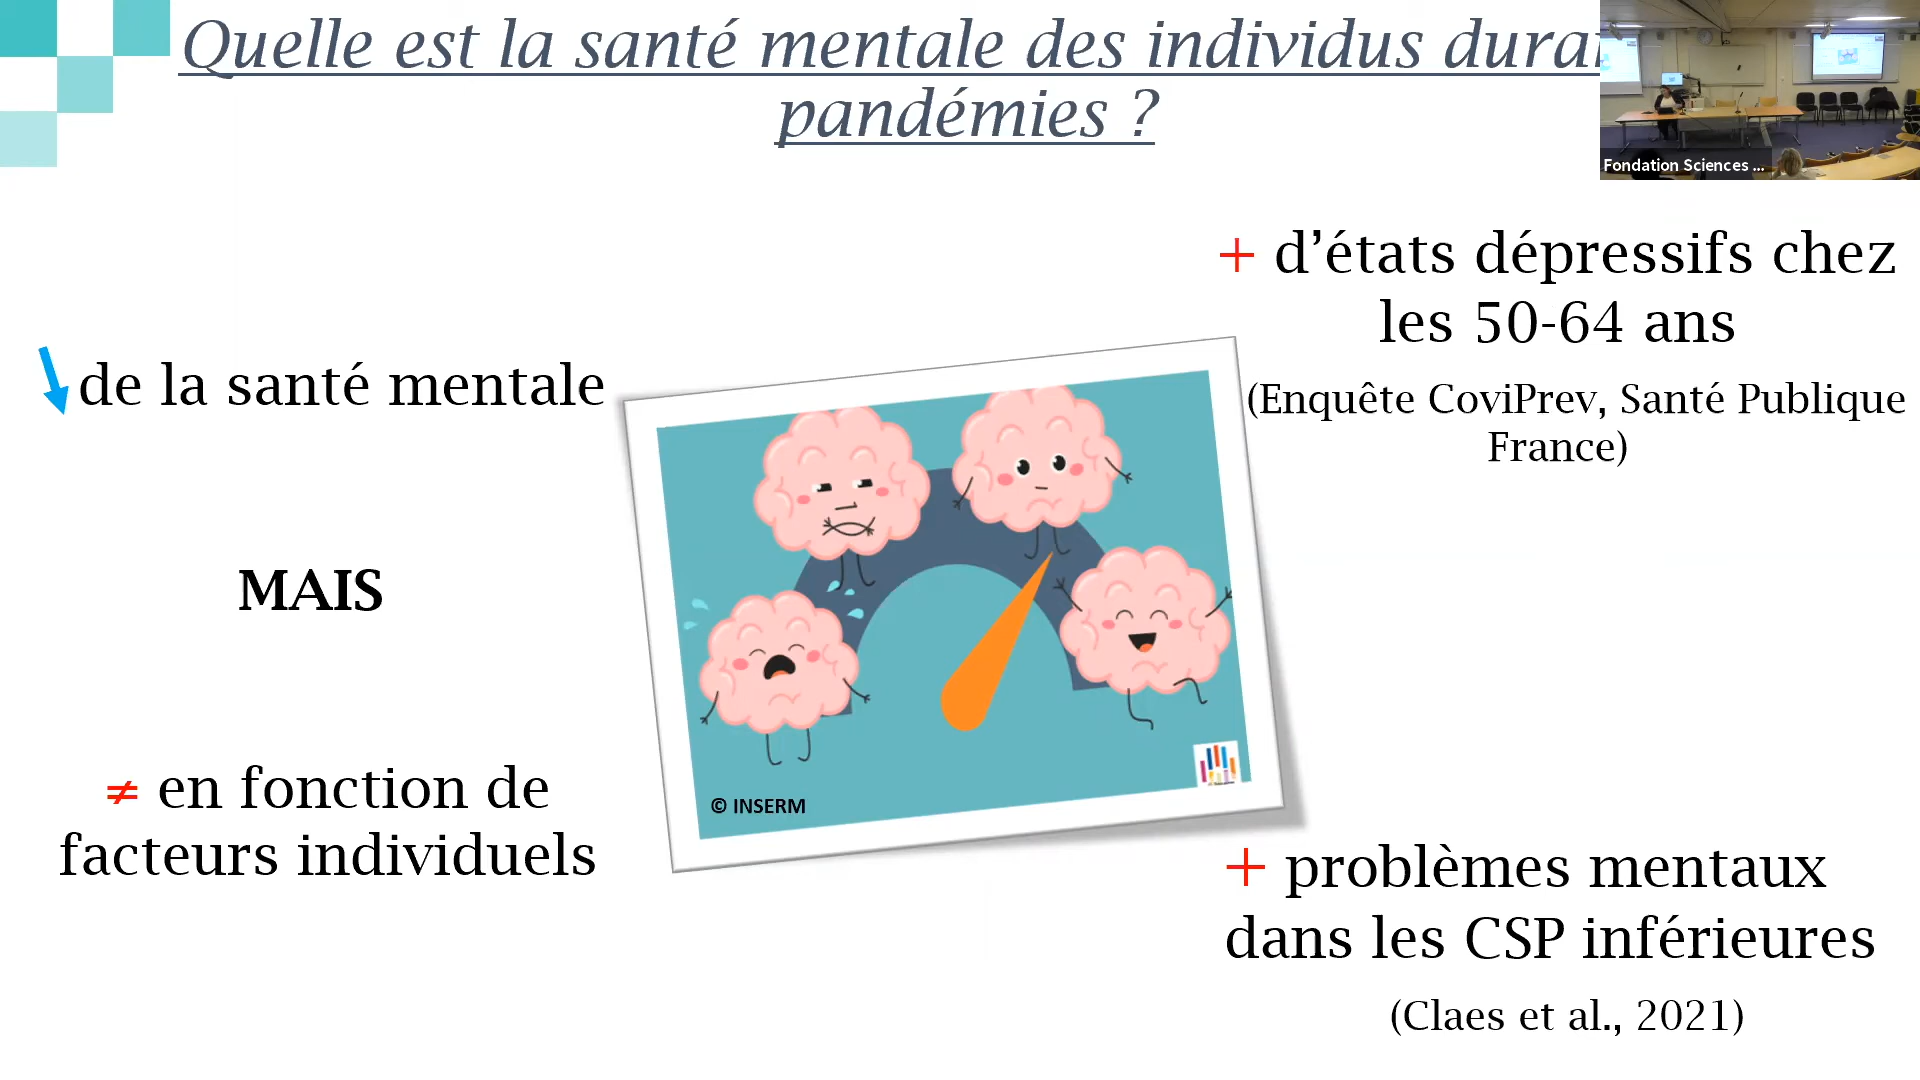 Quelle est la santé mentale des individus
pandémies ?
Fondation Sciences ...
+ d’états dépressifs chez
les 50-64 ans
(Enquête CoviPrev, Santé Publique
France)
↘ de la santé mentale
MAIS
≠ en fonction de
facteurs individuels
© INSERM
+ problèmes mentaux
dans les CSP inférieures
(Claes et al., 2021)